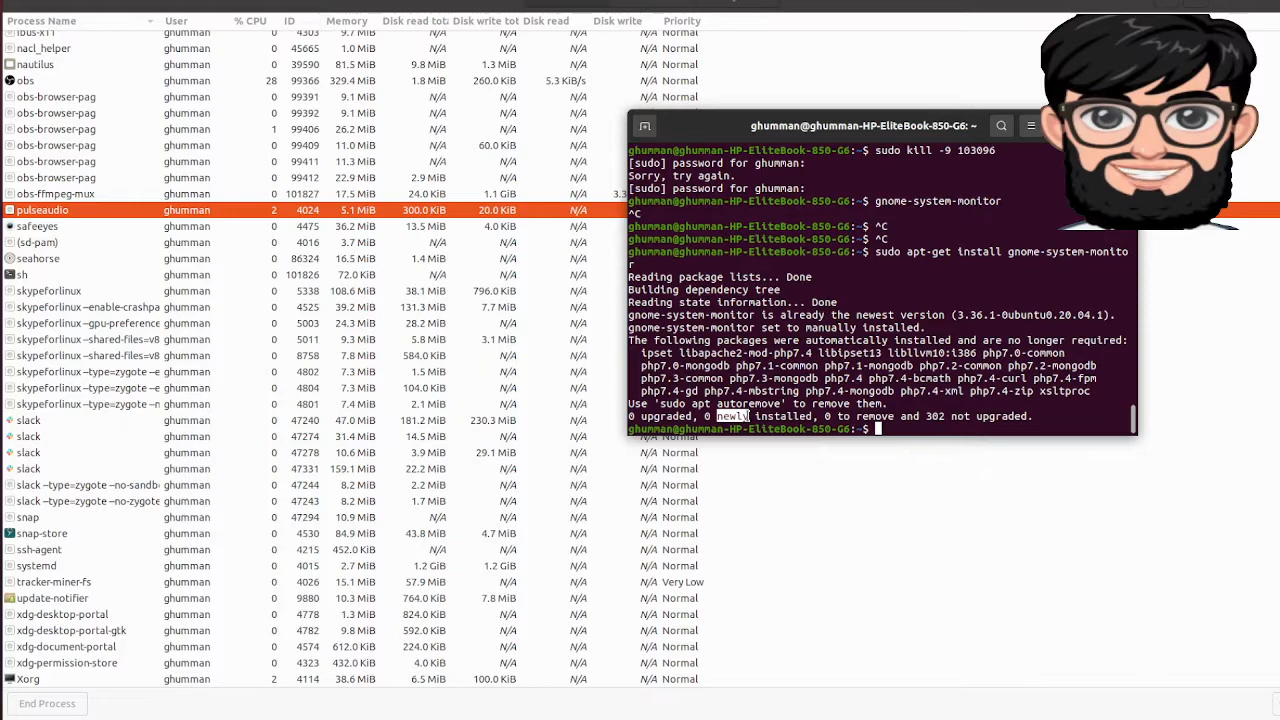 Process Name User % CPU ID Memory Disk read tota Disk write tot Disk read Disk write Priority
ibus-x11 ghumman 0 4303 9.7 MiB N/A N/A N/A N/A Normal
nacl_helper ghumman 0 45665 1.0 MiB N/A N/A N/A N/A Normal
nautilus ghumman 0 39590 81.5 MiB 9.8 MiB 1.3 MiB N/A N/A Normal
obs ghumman 28 99366 329.4 MiB 1.8 MiB 260.0 KiB 5.3 KiB/s N/A Normal
obs-browser-pag ghumman 0 99391 9.1 MiB N/A N/A N/A N/A Normal
obs-browser-pag ghumman 0 99392 9.1 MiB N/A N/A N/A
obs-browser-pag ghumman 1 99406 26.2 MiB N/A N/A N/A
obs-browser-pag ghumman 0 99409 11.0 MiB N/A 60.0 KiB N/A
obs-browser-pag ghumman 0 99411 11.3 MiB N/A N/A N/A
obs-browser-pag ghumman 0 99412 22.9 MiB 2.9 MiB N/A N/A
obs-ffmpeg-mux ghumman 0 101827 17.5 MiB 24.0 KiB 1.1 GiB N/A 3.3
pulseaudio ghumman 2 4024 5.1 MiB 300.0 KiB 20.0 KiB N/A
safeeyes ghumman 0 4475 36.2 MiB 13.5 MiB 4.0 KiB N/A
(sd-pam) ghumman 0 4016 3.7 MiB N/A N/A N/A
seahorse ghumman 0 86324 16.5 MiB 1.4 MiB N/A N/A
sh ghumman 0 101826 72.0 KiB N/A N/A N/A
skypeforlinux ghumman 0 5338 108.6 MiB 38.1 MiB 796.0 KiB N/A
skypeforlinux --enable-crashpa ghumman 0 4525 39.2 MiB 131.3 MiB 7.7 MiB N/A
skypeforlinux --gpu-preference ghumman 0 5003 24.3 MiB 28.2 MiB N/A N/A
skypeforlinux --shared-files=v8 ghumman 0 5011 9.3 MiB 5.8 MiB 3.1 MiB N/A
skypeforlinux --shared-files=v8 ghumman 0 8758 7.8 MiB 584.0 KiB N/A N/A
skypeforlinux --type=zygote --n ghumman 0 4802 7.3 MiB 1.5 MiB N/A N/A
skypeforlinux --type=zygote --n ghumman 0 4804 7.3 MiB 104.0 KiB N/A N/A
skypeforlinux --type=zygote --n ghumman 0 4801 7.4 MiB 2.1 MiB N/A N/A
slack ghumman 0 47240 47.0 MiB 181.2 MiB 230.3 MiB N/A
slack ghumman 0 47274 31.4 MiB 14.5 MiB N/A N/A N/A Normal
slack ghumman 0 47278 10.6 MiB 3.9 MiB 29.1 MiB N/A N/A Normal
slack ghumman 0 47331 159.1 MiB 22.2 MiB N/A N/A N/A Normal
slack --type=zygote --no-sandb ghumman 0 47244 8.2 MiB 2.2 MiB N/A N/A N/A Normal
slack --type=zygote --no-zygote ghumman 0 47243 8.2 MiB 1.7 MiB N/A N/A N/A Normal
snap ghumman 0 47294 10.9 MiB N/A N/A N/A N/A Normal
snap-store ghumman 0 4530 84.9 MiB 43.8 MiB 4.7 MiB N/A N/A Normal
ssh-agent ghumman 0 4215 452.0 KiB N/A N/A N/A N/A Normal
systemd ghumman 0 4015 2.7 MiB 1.2 GiB 1.2 GiB N/A N/A Normal
tracker-miner-fs ghumman 0 4026 15.1 MiB 57.9 MiB N/A N/A N/A Very Low
update-notifier ghumman 0 9880 10.3 MiB 764.0 KiB 7.8 MiB N/A N/A Normal
xdg-desktop-portal ghumman 0 4778 1.3 MiB 824.0 KiB N/A N/A N/A Normal
xdg-desktop-portal-gtk ghumman 0 4782 9.8 MiB 592.0 KiB N/A N/A N/A Normal
xdg-document-portal ghumman 0 4574 612.0 KiB 224.0 KiB N/A N/A N/A Normal
xdg-permission-store ghumman 0 4323 432.0 KiB 4.0 KiB N/A N/A N/A Normal
Xorg ghumman 2 4114 38.6 MiB 6.5 MiB 100.0 KiB N/A N/A Normal
End Process
ghumman@ghumman-HP-EliteBook-850-G6: ~
ghumman@ghumman-HP-EliteBook-850-G6:~$ sudo kill -9 103096
[sudo] password for ghumman:
Sorry, try again.
[sudo] password for ghumman:
ghumman@ghumman-HP-EliteBook-850-G6:~$ gnome-system-monitor
^C
ghumman@ghumman-HP-EliteBook-850-G6:~$ ^C
ghumman@ghumman-HP-EliteBook-850-G6:~$ ^C
ghumman@ghumman-HP-EliteBook-850-G6:~$ sudo apt-get install gnome-system-monito
r
Reading package lists... Done
Building dependency tree
Reading state information... Done
gnome-system-monitor is already the newest version (3.36.1-0ubuntu0.20.04.1).
gnome-system-monitor set to manually installed.
The following packages were automatically installed and are no longer required:
ipset libapache2-mod-php7.4 libipset13 libllvm10:i386 php7.0-common
php7.0-mongodb php7.1-common php7.1-mongodb php7.2-common php7.2-mongodb
php7.3-common php7.3-mongodb php7.4 php7.4-bcmath php7.4-curl php7.4-fpm
php7.4-gd php7.4-mbstring php7.4-mongodb php7.4-xml php7.4-zip xsltproc
Use 'sudo apt autoremove' to remove them.
0 upgraded, 0 newly installed, 0 to remove and 302 not upgraded.
ghumman@ghumman-HP-EliteBook-850-G6:~$